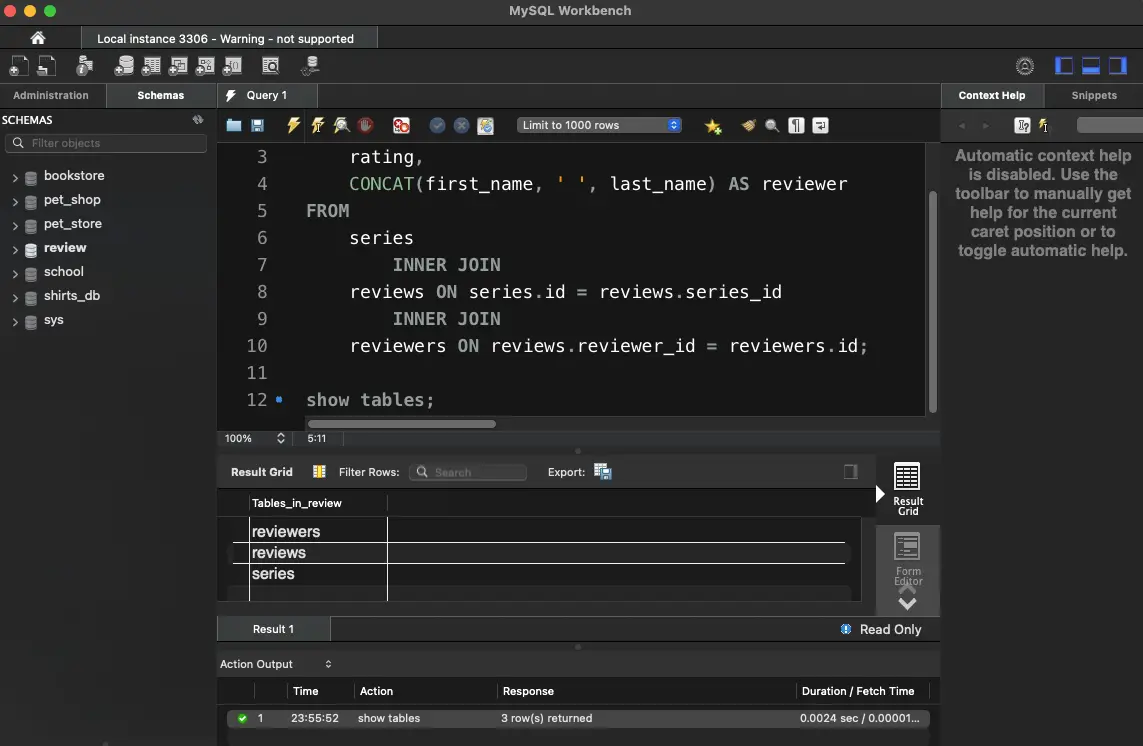 MySQL Workbench
Local instance 3306 - Warning - not supported
Administration
Schemas
Query 1
Context Help
Snippets
SCHEMAS
Filter objects
bookstore
pet_shop
pet_store
review
school
shirts_db
sys
Limit to 1000 rows
3 rating,
4 CONCAT(first_name, ' ', last_name) AS reviewer
5 FROM
6 series
7 INNER JOIN
8 reviews ON series.id = reviews.series_id
9 INNER JOIN
10 reviewers ON reviews.reviewer_id = reviewers.id;
11
12 show tables;
100% 5:11
Automatic context help
is disabled. Use the
toolbar to manually get
help for the current
caret position or to
toggle automatic help.
Result Grid Filter Rows: Search Export:
Tables_in_review
reviewers
reviews
series
Result
Grid
Form
Editor
Result 1
Read Only
Action Output
Time Action Response Duration / Fetch Time
1 23:55:52 show tables 3 row(s) returned 0.0024 sec / 0.00001...